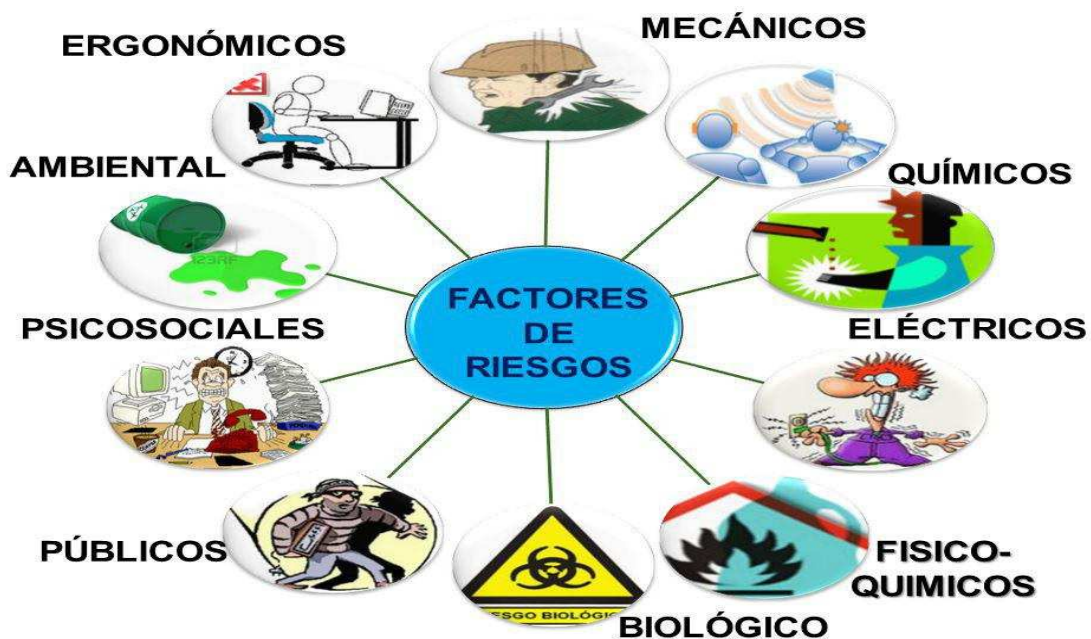 ERGONÓMICOS
MECÁNICOS
AMBIENTAL
QUÍMICOS
PSICOSOCIALES
FACTORES
DE
RIESGOS
ELÉCTRICOS
PÚBLICOS
FISICO-
QUIMICOS
BIOLÓGICO